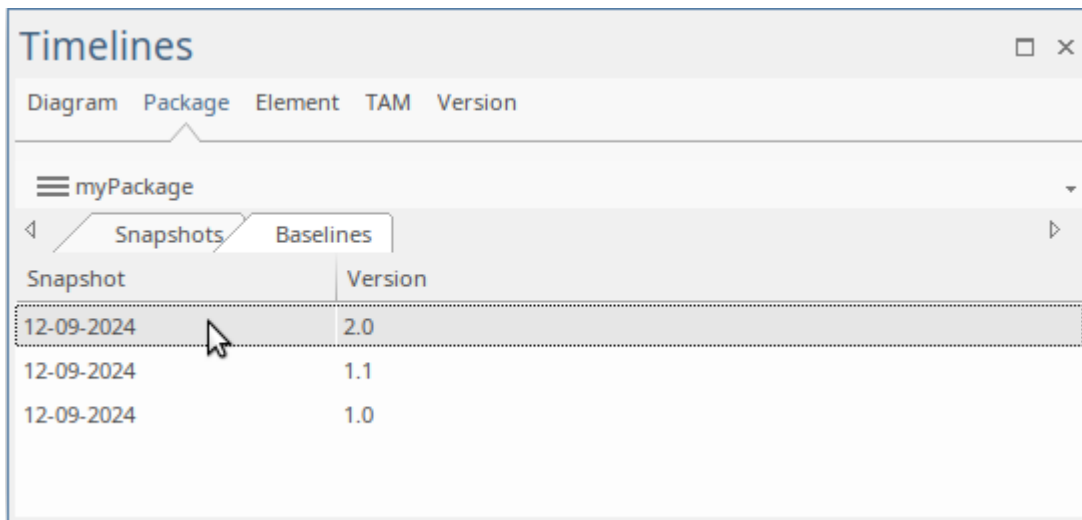 Timelines
Diagram Package Element TAM Version
myPackage
Snapshots Baselines
Snapshot Version
12-09-2024 2.0
12-09-2024 1.1
12-09-2024 1.0